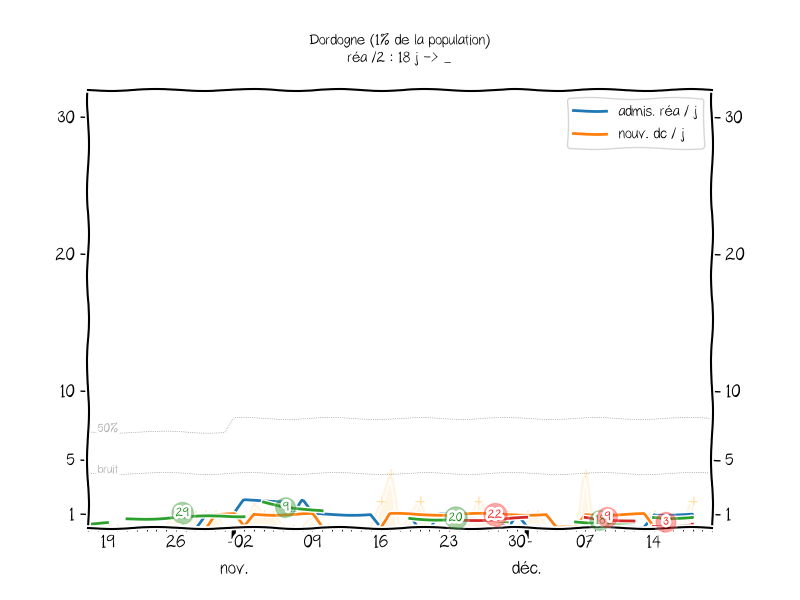 Dordogne (1% de la population)
réa /2 : 18 j -> _
30 30
admis. réa / j
nouv. dc / j
20 20
10 10
50%
5 5
bruit
29 9 20 22 9 3
1 1
19 26 02 09 16 23 30 07 14
nov. déc.